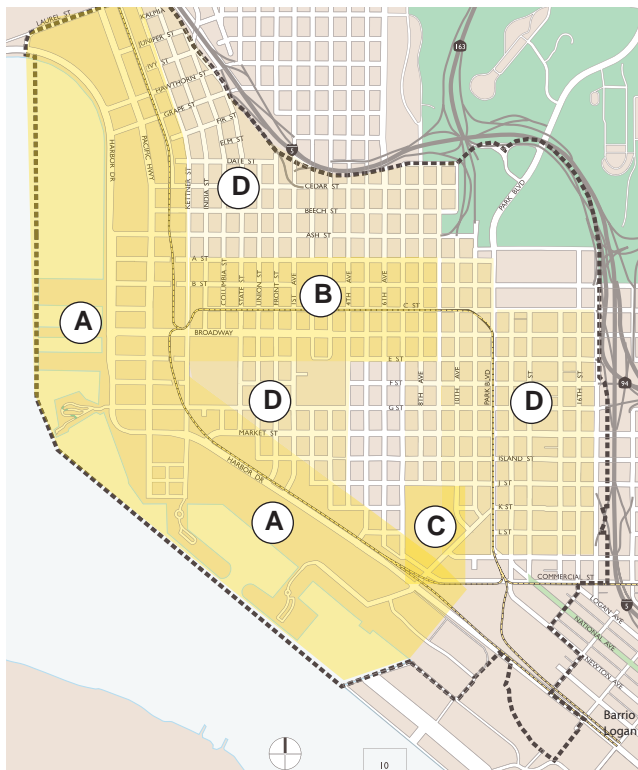 LAUREL ST
KALMIA
JUNIPER ST
IVY ST
HAWTHORN ST
GRAPE ST
FIR ST
ELM ST
DATE ST
CEDAR ST
BEECH ST
ASH ST
163
5
PARK BLVD
HARBOR DR
PACIFIC HWY
KETTNER ST
INDIA ST
D
A ST
B ST
COLUMBIA ST
STATE ST
UNION ST
FRONT ST
1ST AVE
4TH AVE
6TH AVE
B
C ST
A
BROADWAY
E ST
F ST
G ST
8TH AVE
10TH AVE
PARK BLVD
D
D
ST
16TH ST
94
MARKET ST
HARBOR DR
ISLAND ST
J ST
K ST
L ST
A
C
COMMERCIAL ST
5
LOGAN AVE
NATIONAL AVE
NEWTON AVE
Barrio
Logan
10